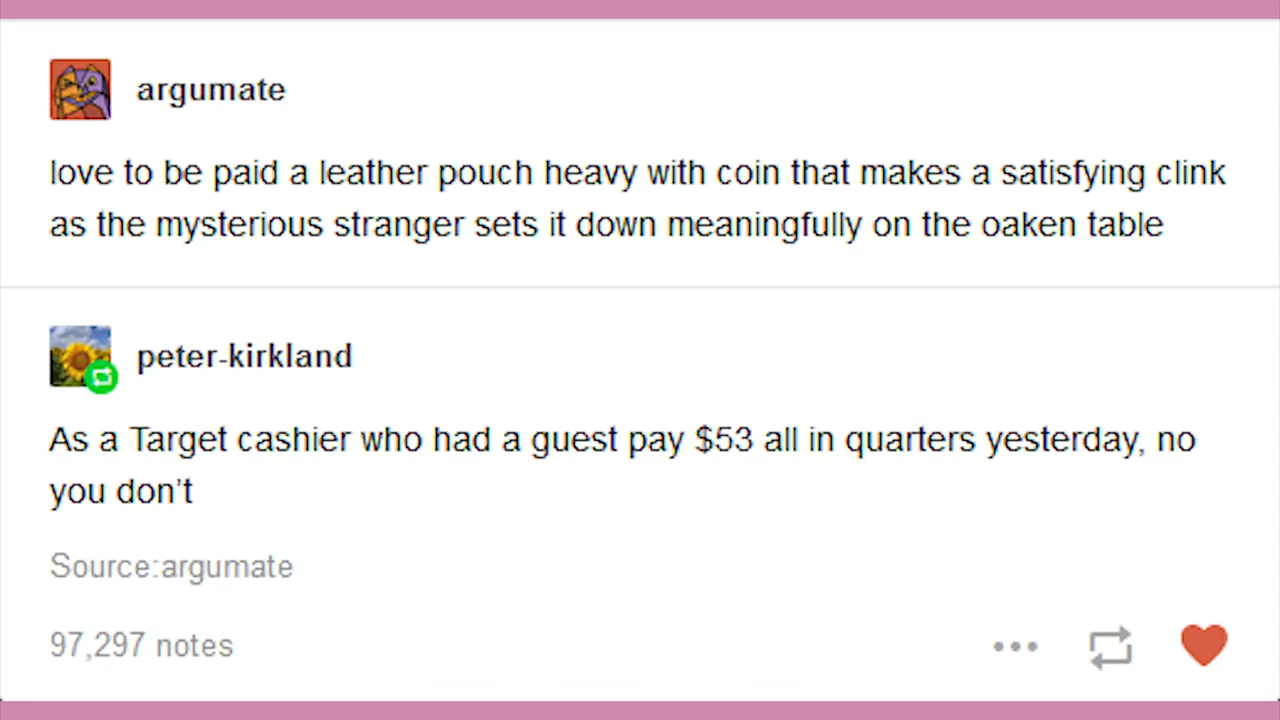 argumate
love to be paid a leather pouch heavy with coin that makes a satisfying clink
as the mysterious stranger sets it down meaningfully on the oaken table
peter-kirkland
As a Target cashier who had a guest pay $53 all in quarters yesterday, no
you don't
Source:argumate
97,297 notes